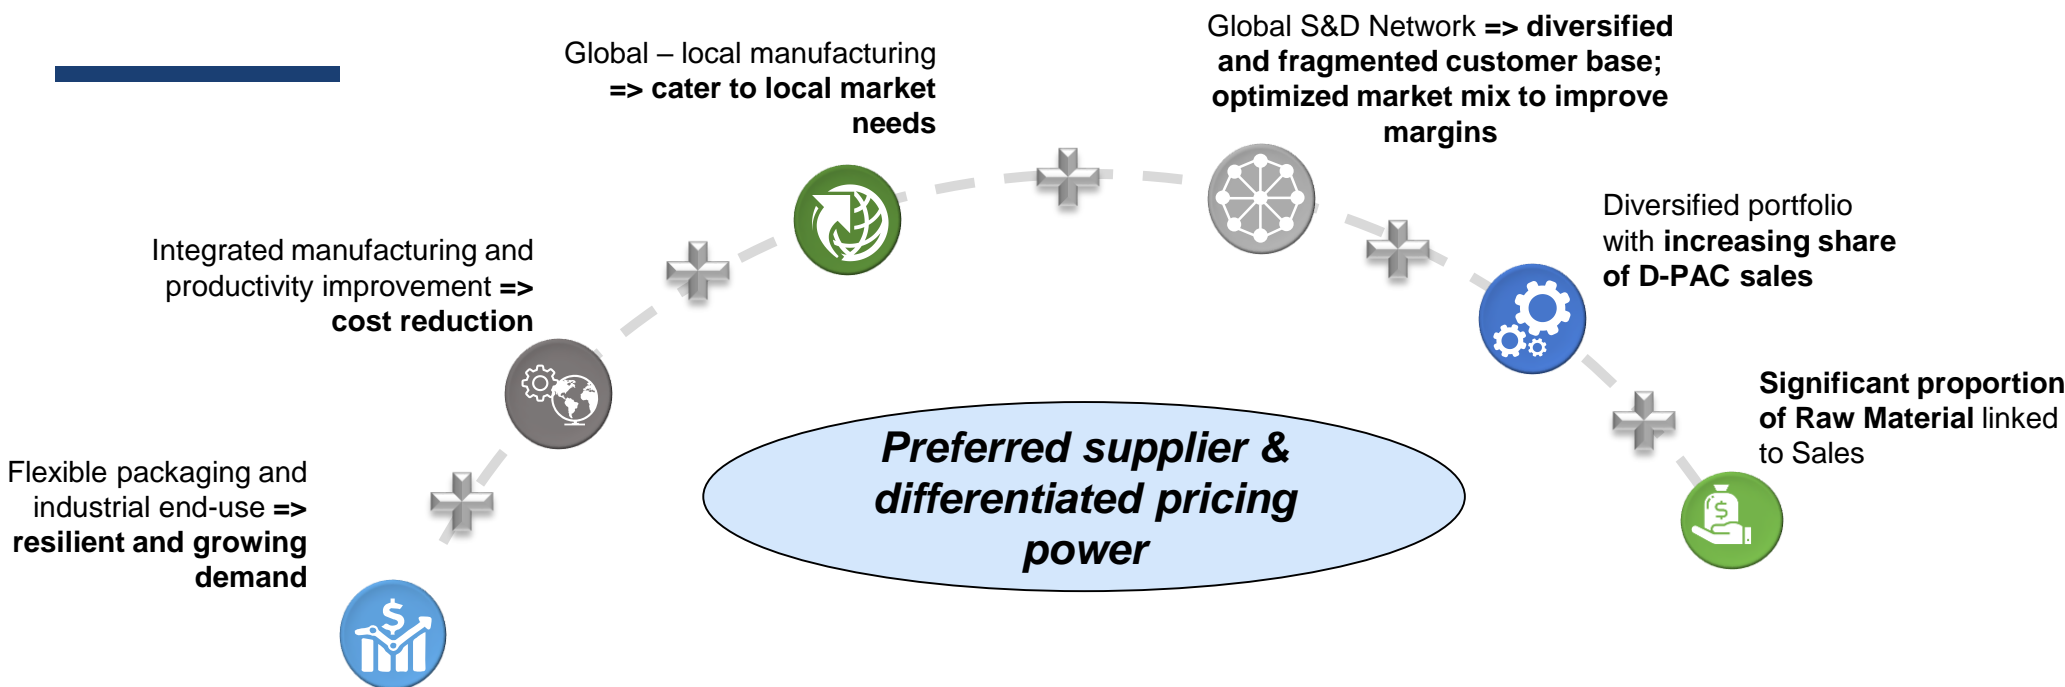 Flexible packaging and
industrial end-use =>
resilient and growing
demand
Integrated manufacturing and
productivity improvement =>
cost reduction
Global – local manufacturing
=> cater to local market
needs
Global S&D Network => diversified
and fragmented customer base;
optimized market mix to improve
margins
Diversified portfolio
with increasing share
of D-PAC sales
Significant proportion
of Raw Material linked
to Sales
Preferred supplier &
differentiated pricing
power
$
$